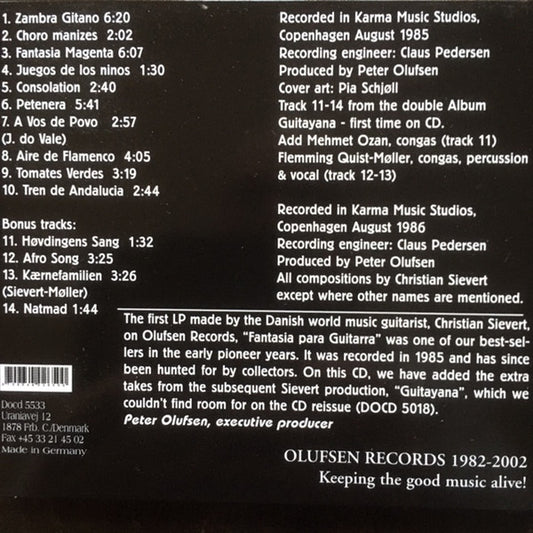 1. Zambra Gitano 6:20
2. Choro manizes 2:02
3. Fantasia Magenta 6:07
4. Juegos de los ninos 1:30
5. Consolation 2:40
6. Petenera 5:41
7. A Vos de Povo 2:57
(J. do Vale)
8. Aire de Flamenco 4:05
9. Tomates Verdes 3:19
10. Tren de Andalucia 2:44
Bonus tracks:
11. Høvdingens Sang 1:32
12. Afro Song 3:25
13. Kærnefamilien 3:26
(Sievert-Møller)
14. Natmad 1:44
Recorded in Karma Music Studios,
Copenhagen August 1985
Recording engineer: Claus Pedersen
Produced by Peter Olufsen
Cover art: Pia Schjøll
Track 11-14 from the double Album
Guitayana - first time on CD.
Add Mehmet Ozan, congas (track 11)
Flemming Quist-Møller, congas, percussion
& vocal (track 12-13)
Recorded in Karma Music Studios,
Copenhagen August 1986
Recording engineer: Claus Pedersen
Produced by Peter Olufsen
All compositions by Christian Sievert
except where other names are mentioned.
The first LP made by the Danish world music guitarist, Christian Sievert,
on Olufsen Records, "Fantasia para Guitarra" was one of our best-sel-
lers in the early pioneer years. It was recorded in 1985 and has since
been hunted for by collectors. On this CD, we have added the extra
takes from the subsequent Sievert production, "Guitayana", which we
couldn't find room for on the CD reissue (DOCD 5018).
Peter Olufsen, executive producer
Docd 5533
Uraniavej 12
1878 Frb. C/Denmark
Fax +45 33 21 45 02
Made in Germany
OLUFSEN RECORDS 1982-2002
Keeping the good music alive!